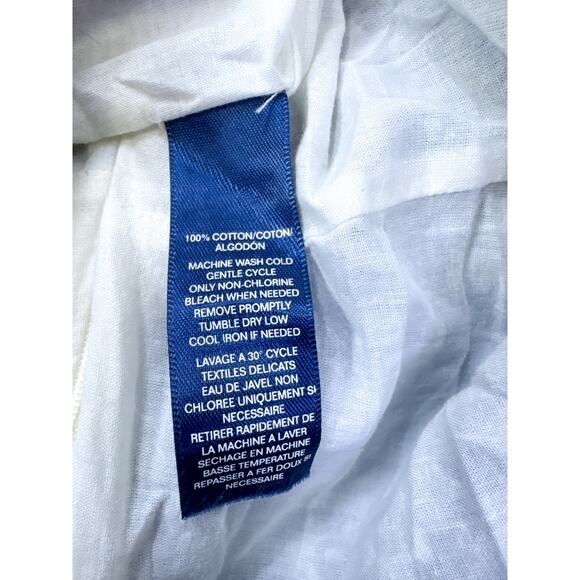 100% COTTON/COTON/
ALGODÓN
MACHINE WASH COLD
GENTLE CYCLE
ONLY NON-CHLORINE
BLEACH WHEN NEEDED
REMOVE PROMPTLY
TUMBLE DRY LOW
COOL IRON IF NEEDED
LAVAGE A 30° CYCLE
TEXTILES DELICATS
EAU DE JAVEL NON
CHLOREE UNIQUEMENT SI
NECESSAIRE
RETIRER RAPIDEMENT DE
LA MACHINE A LAVER
SECHAGE EN MACHINE
BASSE TEMPERATURE
REPASSER A FER DOUX SI
NECESSAIRE